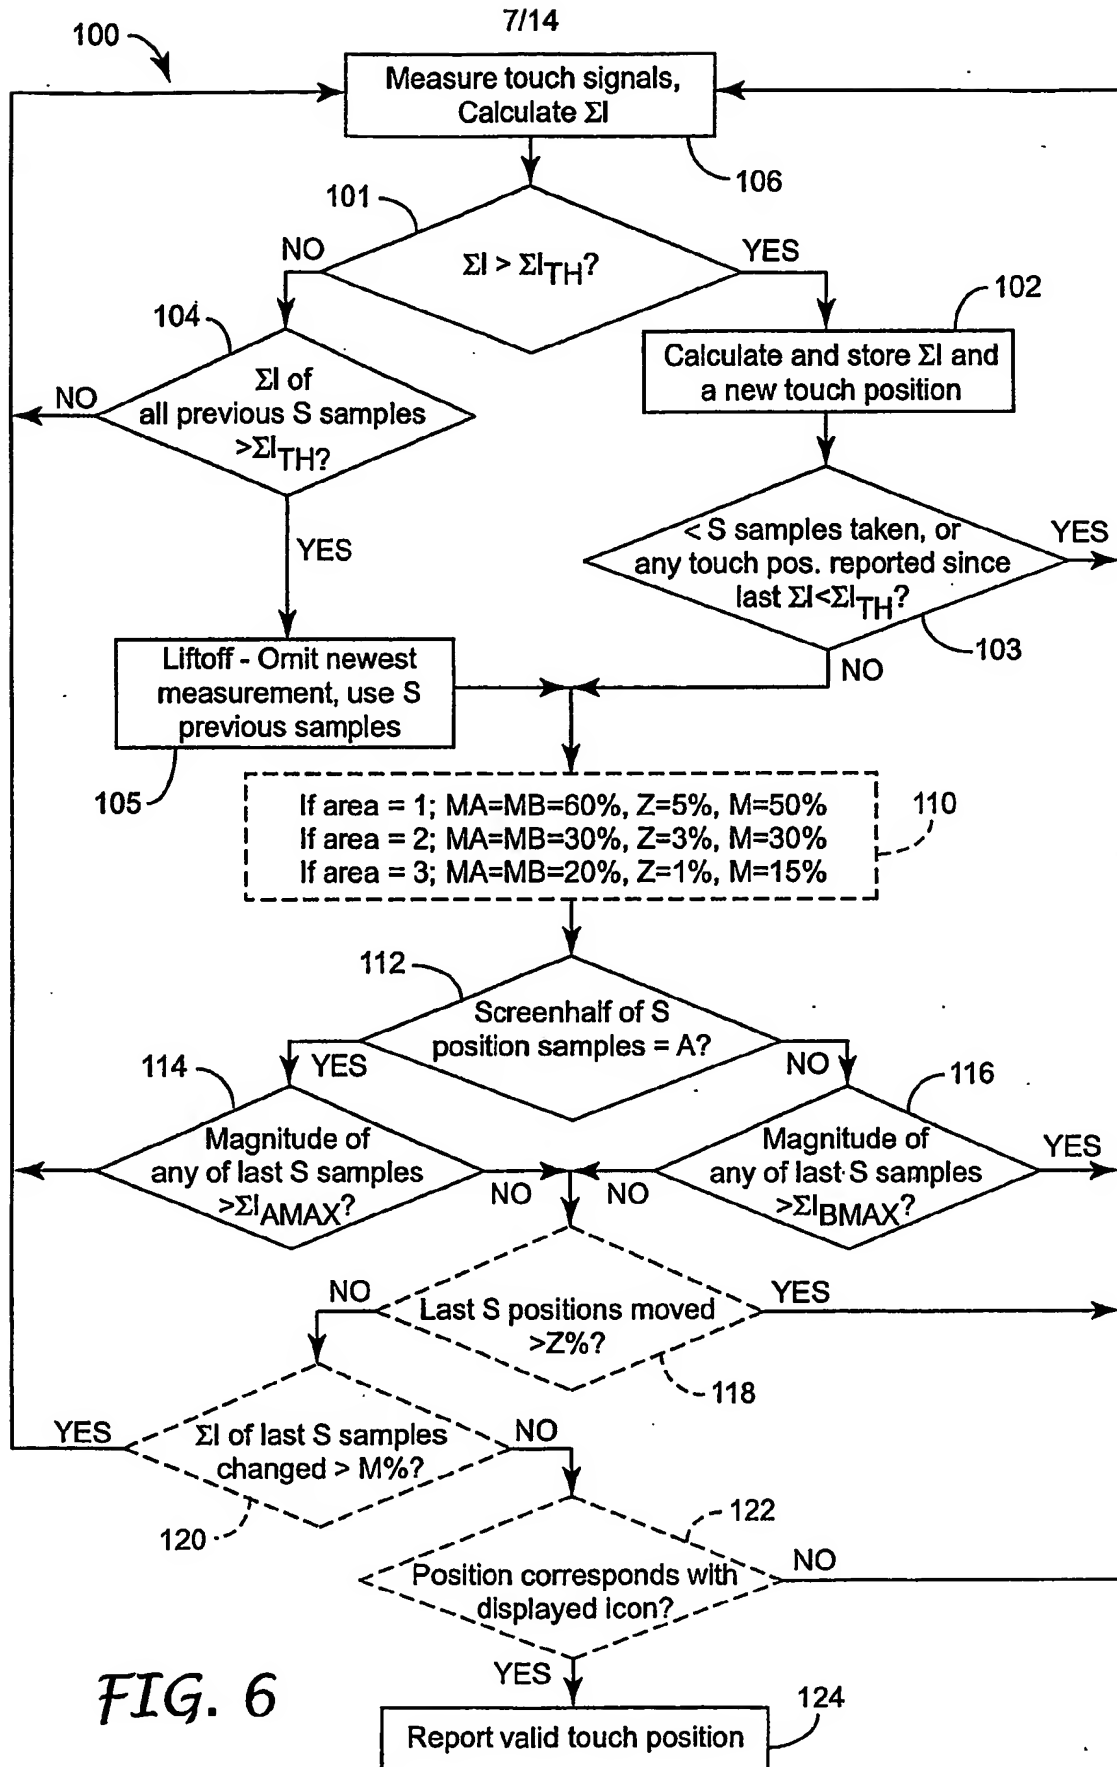 7/14
100
Measure touch signals,
Calculate ΣI
106
101
ΣI > ΣITH?
NO
YES
104
102
ΣI of
all previous S samples
>ΣITH?
NO
YES
Calculate and store ΣI and
a new touch position
< S samples taken, or
any touch pos. reported since
last ΣI<ΣITH?
YES
103
NO
Liftoff - Omit newest
measurement, use S
previous samples
105
If area = 1; MA=MB=60%, Z=5%, M=50%
If area = 2; MA=MB=30%, Z=3%, M=30%
If area = 3; MA=MB=20%, Z=1%, M=15%
110
112
Screenhalf of S
position samples = A?
YES
NO
114
116
Magnitude of
any of last S samples
>ΣIAMAX?
NO
Magnitude of
any of last S samples
>ΣIBMAX?
NO
YES
Last S positions moved
>Z%?
NO
YES
118
ΣI of last S samples
changed > M%?
YES
NO
120
122
Position corresponds with
displayed icon?
NO
YES
FIG. 6
124
Report valid touch position